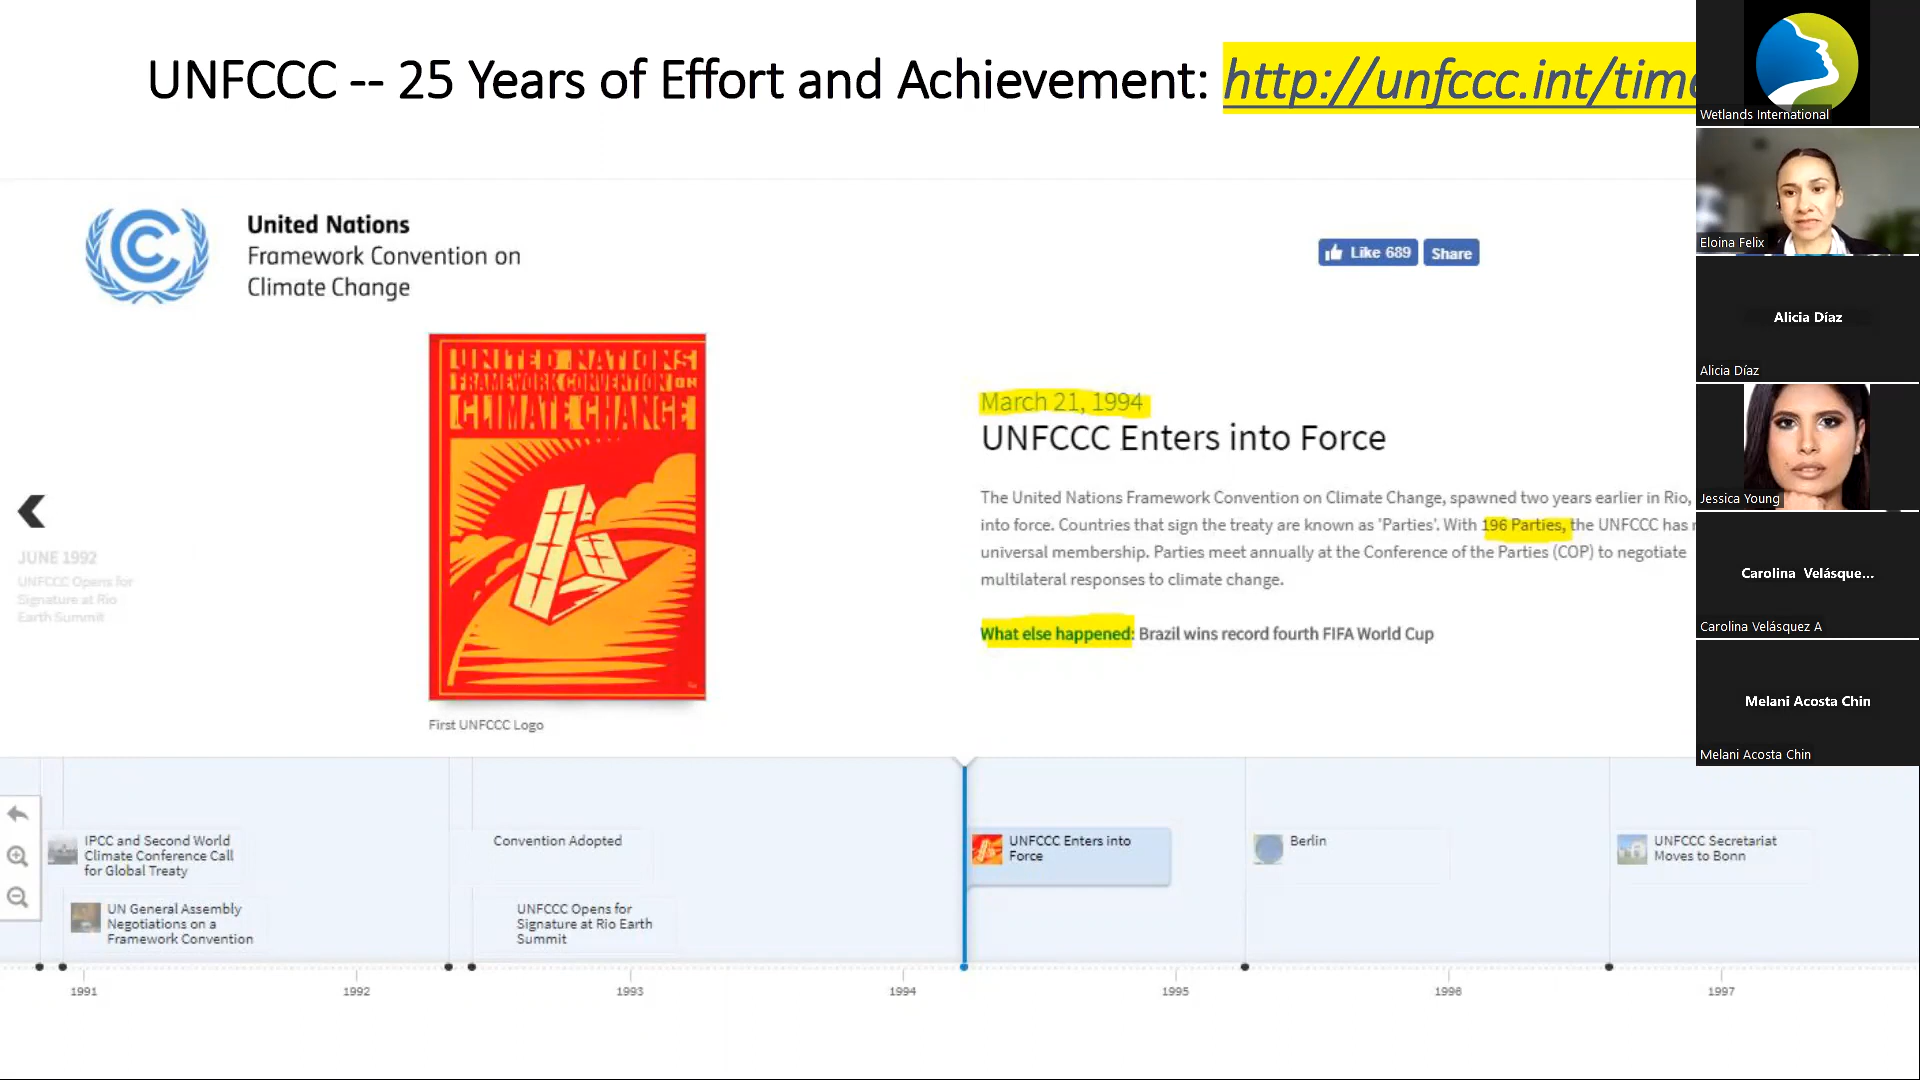 UNFCCC -- 25 Years of Effort and Achievement: http://unfccc.int/time
United Nations
Framework Convention on
Climate Change
Like 689
Share
UNITED NATIONS
FRAMEWORK CONVENTION ON
CLIMATE CHANGE
First UNFCCC Logo
JUNE 1992
UNFCCC Opens for
Signature at Rio
Earth Summit
March 21, 1994
UNFCCC Enters into Force
The United Nations Framework Convention on Climate Change, spawned two years earlier in Rio,
into force. Countries that sign the treaty are known as 'Parties'. With 196 Parties, the UNFCCC has
universal membership. Parties meet annually at the Conference of the Parties (COP) to negotiate
multilateral responses to climate change.
What else happened: Brazil wins record fourth FIFA World Cup
IPCC and Second World
Climate Conference Call
for Global Treaty
UN General Assembly
Negotiations on a
Framework Convention
Convention Adopted
UNFCCC Opens for
Signature at Rio Earth
Summit
UNFCCC Enters into
Force
Berlin
UNFCCC Secretariat
Moves to Bonn
1991
1992
1993
1994
1995
1996
1997
Wetlands International
Eloina Felix
Alicia Díaz
Alicia Díaz
Jessica Young
Carolina Velásque...
Carolina Velásquez A
Melani Acosta Chin
Melani Acosta Chin